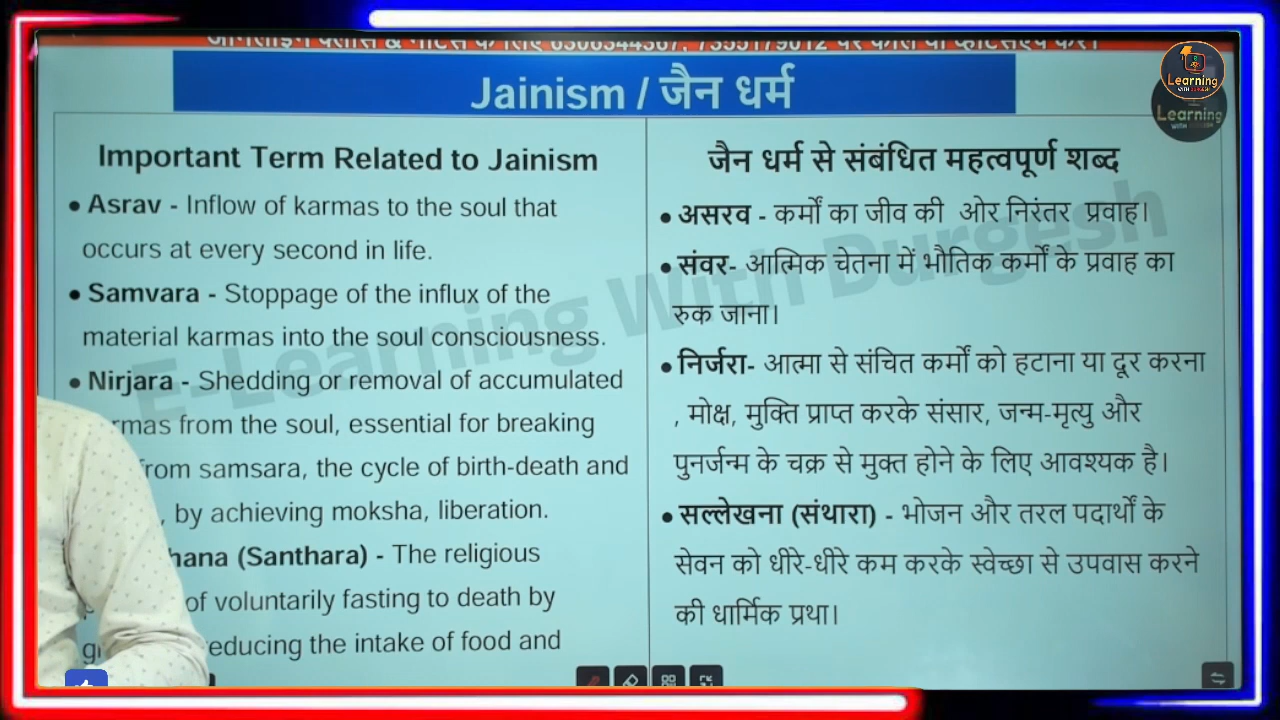 Jainism / जैन धर्म
Learning
Learning
Important Term Related to Jainism
• Asrav - Inflow of karmas to the soul that
occurs at every second in life.
• Samvara - Stoppage of the influx of the
material karmas into the soul consciousness.
• Nirjara - Shedding or removal of accumulated
rmas from the soul, essential for breaking
from samsara, the cycle of birth-death and
, by achieving moksha, liberation.
hana (Santhara) - The religious
of voluntarily fasting to death by
educing the intake of food and
जैन धर्म से संबंधित महत्वपूर्ण शब्द
• असरव - कर्मों का जीव की ओर निरंतर प्रवाह।
• संवर- आत्मिक चेतना में भौतिक कर्मों के प्रवाह का
रुक जाना।
• निर्जरा- आत्मा से संचित कर्मों को हटाना या दूर करना
, मोक्ष, मुक्ति प्राप्त करके संसार, जन्म-मृत्यु और
पुनर्जन्म के चक्र से मुक्त होने के लिए आवश्यक है।
• सल्लेखना (संथारा) - भोजन और तरल पदार्थों के
सेवन को धीरे-धीरे कम करके स्वेच्छा से उपवास करने
की धार्मिक प्रथा।
E-Learning With Durgesh